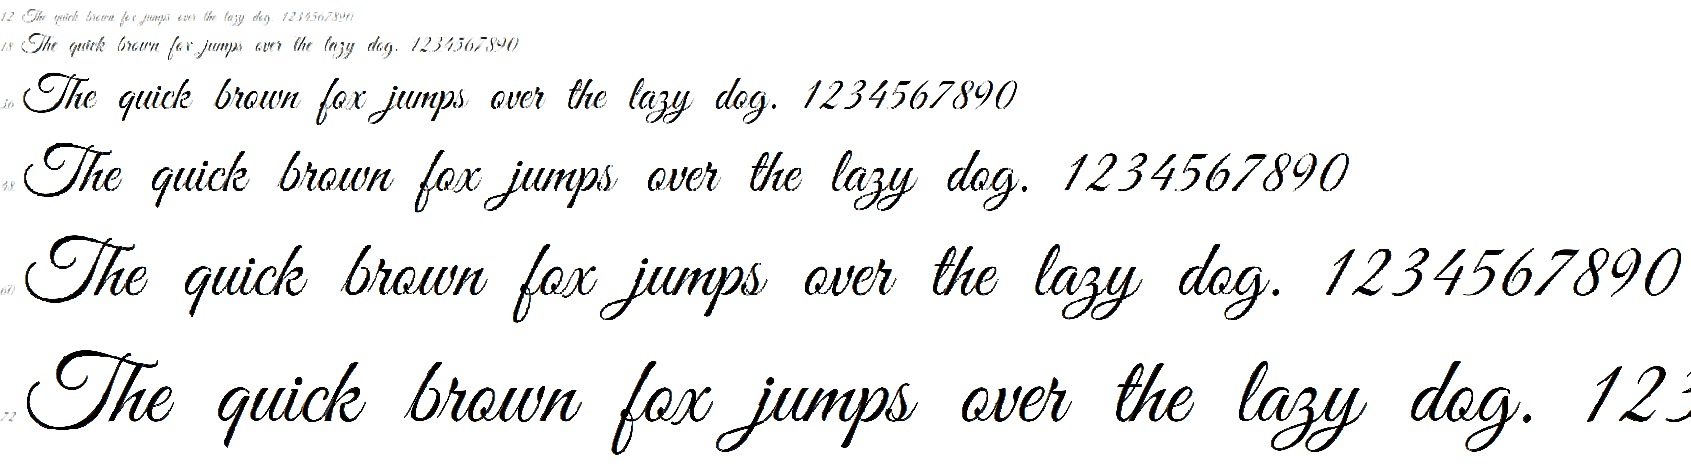 12 The quick brown fox jumps over the lazy dog. 1234567890
18 The quick brown fox jumps over the lazy dog. 1234567890
36 The quick brown fox jumps over the lazy dog. 1234567890
48 The quick brown fox jumps over the lazy dog. 1234567890
60 The quick brown fox jumps over the lazy dog. 1234567890
72 The quick brown fox jumps over the lazy dog. 123